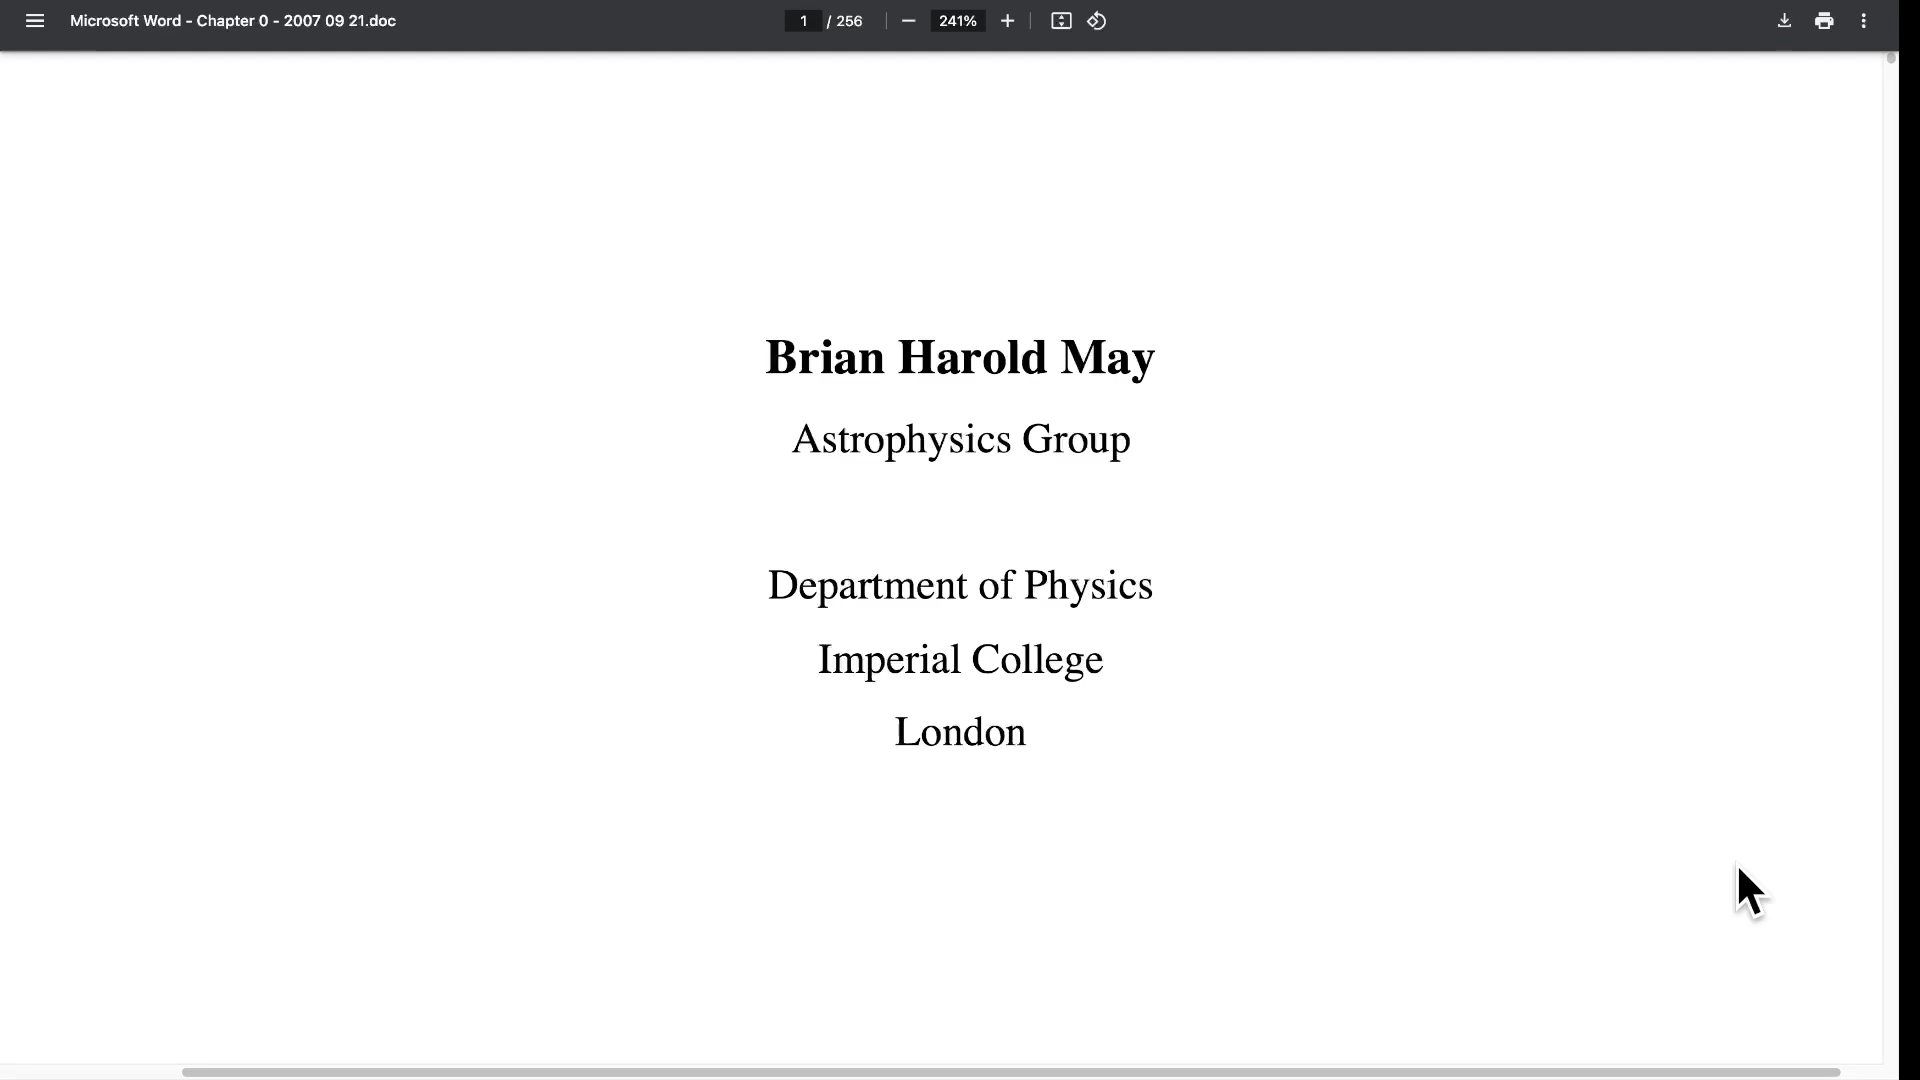 Microsoft Word - Chapter 0 - 2007 09 21.doc
1 / 256
241%
Brian Harold May
Astrophysics Group
Department of Physics
Imperial College
London